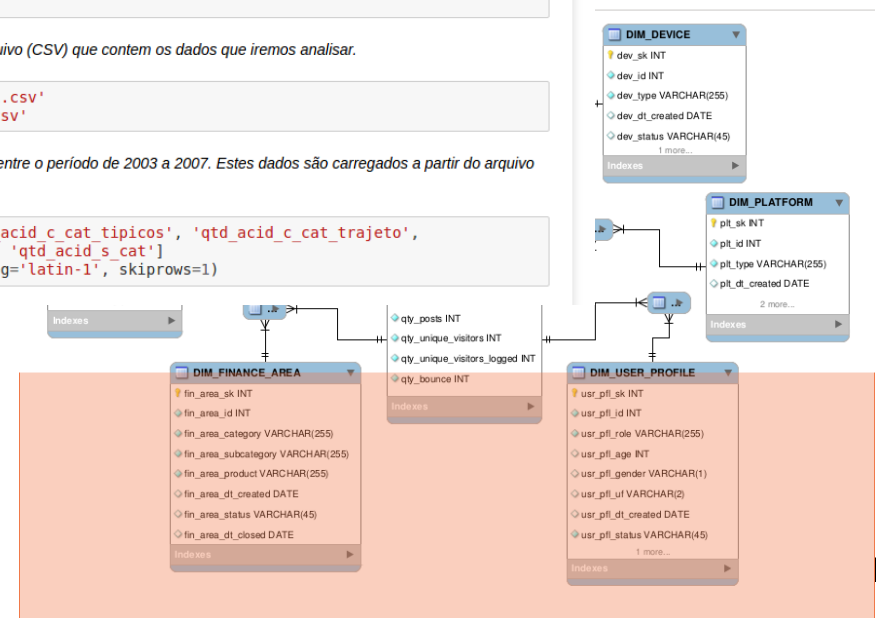 uivo (CSV) que contem os dados que iremos analisar.
.csv'
sv'
entre o período de 2003 a 2007. Estes dados são carregados a partir do arquivo
acid_c_cat_tipicos', 'qtd_acid_c_cat_trajeto',
'qtd_acid_s_cat']
g='latin-1', skiprows=1)
DIM_DEVICE
dev_sk INT
dev_id INT
dev_type VARCHAR(255)
dev_dt_created DATE
dev_status VARCHAR(45)
1 more...
Indexes
DIM_PLATFORM
plt_sk INT
plt_id INT
plt_type VARCHAR(255)
plt_dt_created DATE
2 more...
Indexes
Indexes
qty_posts INT
qty_unique_visitors INT
qty_unique_visitors_logged INT
qty_bounce INT
Indexes
DIM_FINANCE_AREA
fin_area_sk INT
fin_area_id INT
fin_area_category VARCHAR(255)
fin_area_subcategory VARCHAR(255)
fin_area_product VARCHAR(255)
fin_area_dt_created DATE
fin_area_status VARCHAR(45)
fin_area_dt_closed DATE
Indexes
DIM_USER_PROFILE
usr_pfl_sk INT
usr_pfl_id INT
usr_pfl_role VARCHAR(255)
usr_pfl_age INT
usr_pfl_gender VARCHAR(1)
usr_pfl_uf VARCHAR(2)
usr_pfl_dt_created DATE
usr_pfl_status VARCHAR(45)
1 more...
Indexes